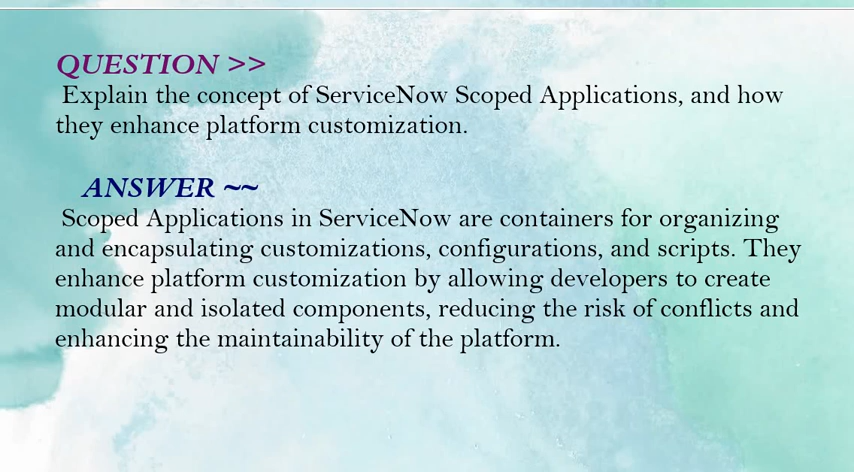 QUESTION >>
Explain the concept of ServiceNow Scoped Applications, and how
they enhance platform customization.
ANSWER ~~
Scoped Applications in ServiceNow are containers for organizing
and encapsulating customizations, configurations, and scripts. They
enhance platform customization by allowing developers to create
modular and isolated components, reducing the risk of conflicts and
enhancing the maintainability of the platform.